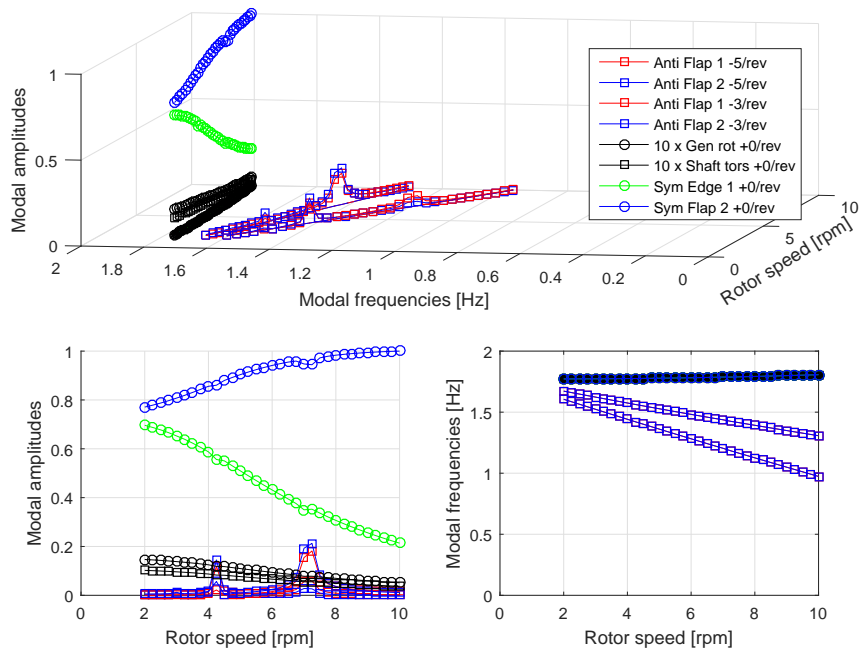 1
0.5
0
Modal amplitudes
2
1.8
1.6
1.4
1.2
1
0.8
0.6
0.4
0.2
0
Modal frequencies [Hz]
0
5
10
Rotor speed [rpm]
Anti Flap 1 -5/rev
Anti Flap 2 -5/rev
Anti Flap 1 -3/rev
Anti Flap 2 -3/rev
10 x Gen rot +0/rev
10 x Shaft tors +0/rev
Sym Edge 1 +0/rev
Sym Flap 2 +0/rev
1
0.8
0.6
0.4
0.2
0
Modal amplitudes
0
2
4
6
8
10
Rotor speed [rpm]
2
1.5
1
0.5
0
Modal frequencies [Hz]
0
2
4
6
8
10
Rotor speed [rpm]